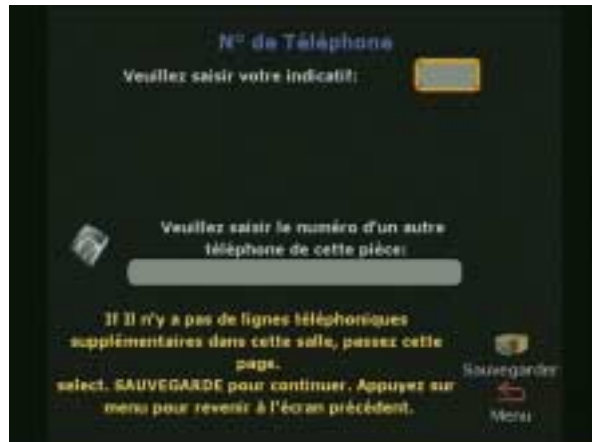 N° de Téléphone
Veuillez saisir votre indicatif:
Veuillez saisir le numéro d'un autre
téléphone de cette pièce:
If Il n'y a pas de lignes téléphoniques
supplémentaires dans cette salle, passez cette
page.
select. SAUVEGARDE pour continuer. Appuyez sur
menu pour revenir à l'écran précédent.
Sauvegarder
Menu